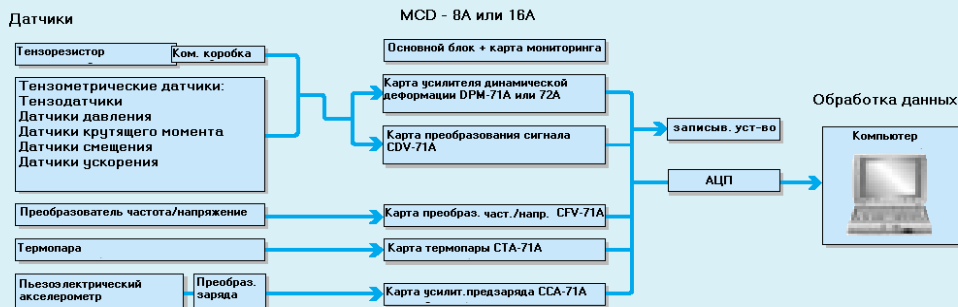 Датчики
MCD - 8A или 16A
Тензорезистор
Ком. коробка
Основной блок + карта мониторинга
Тензометрические датчики:
Тензодатчики
Датчики давления
Датчики крутящего момента
Датчики смещения
Датчики ускорения
Карта усилителя динамической
деформации DPM-71A или 72A
Карта преобразования сигнала
CDV-71A
записыв. уст-во
АЦП
Обработка данных
Компьютер
Преобразователь частота/напряжение
Карта преобраз. част./напр. CFV-71A
Термопара
Карта термопары CTA-71A
Пьезоэлектрический
акселерометр
Преобраз.
заряда
Карта усилит.предзаряда CCA-71A